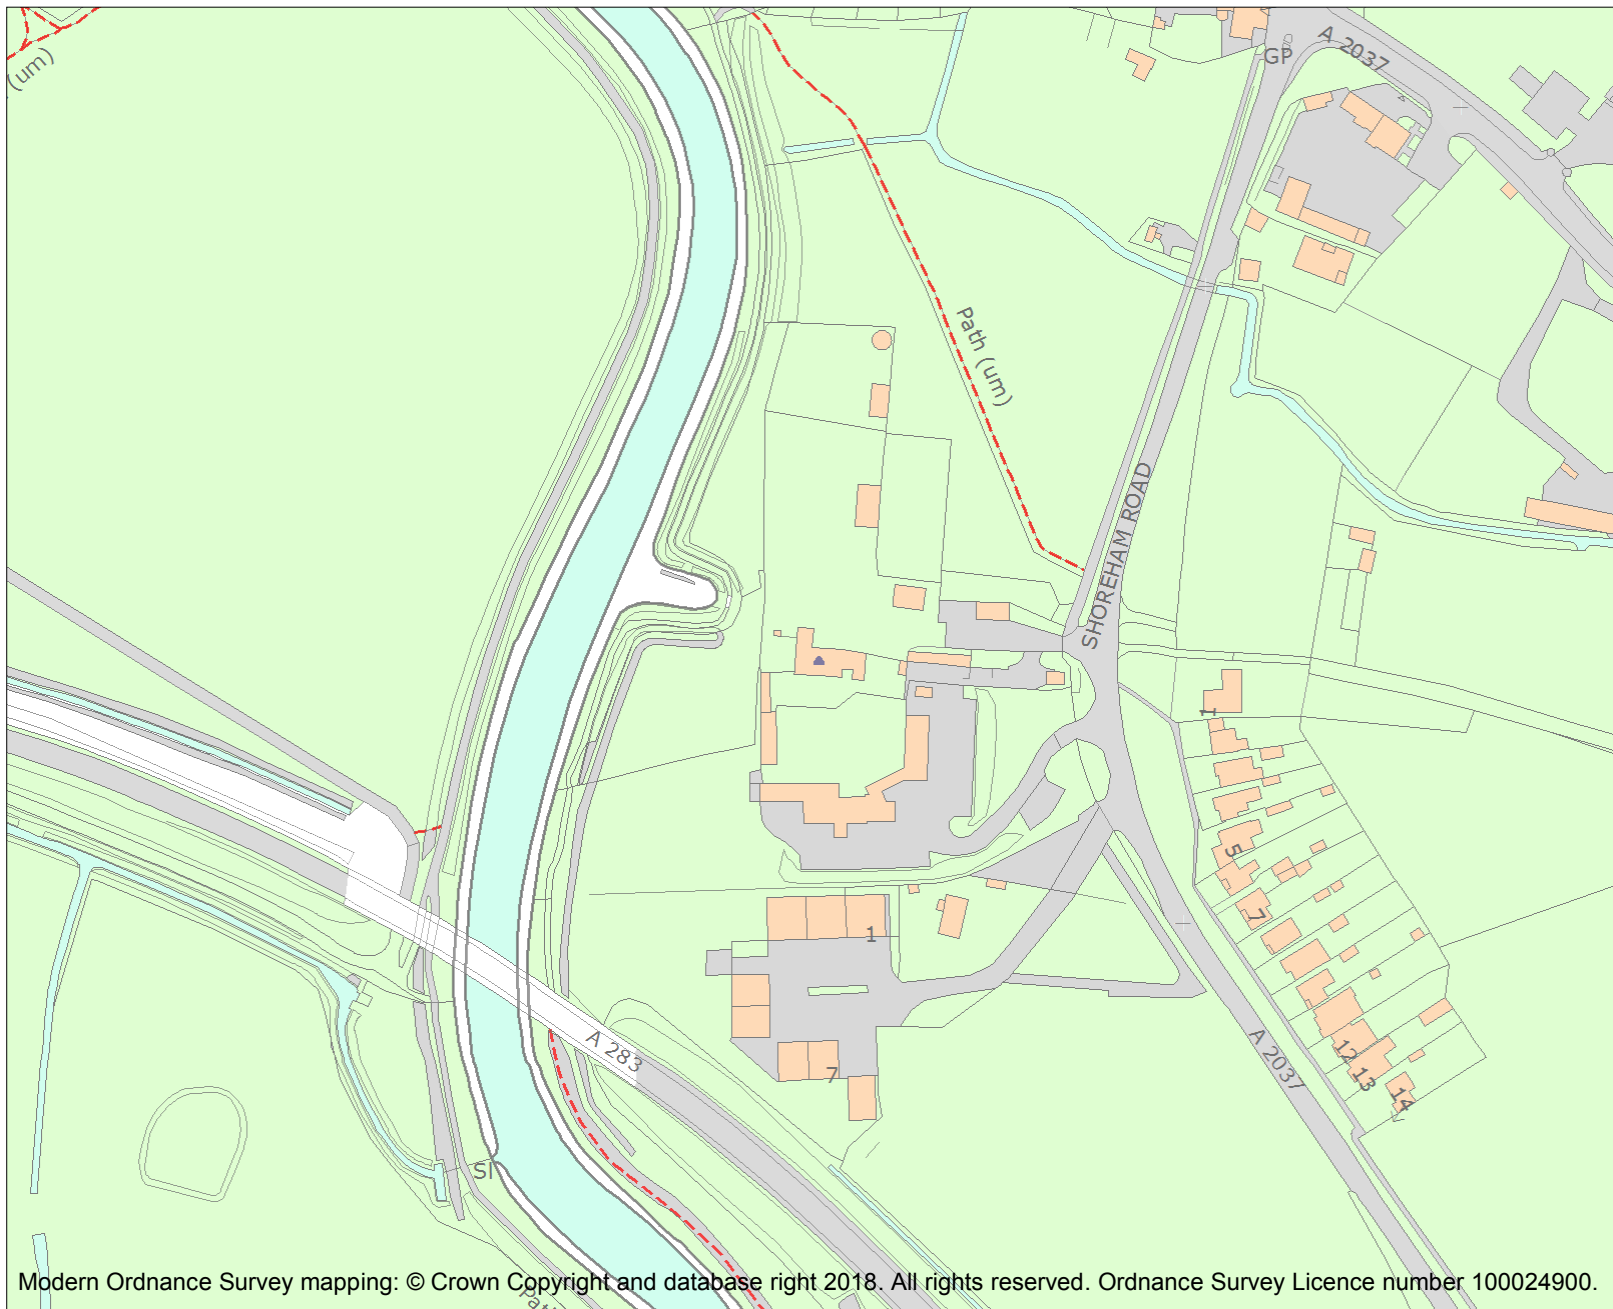 (um)
GP
A 2037
Path (um)
SHOREHAM ROAD
1
5
7
1
A 283
7
A 2037
12
13
14
SI
Modern Ordnance Survey mapping: © Crown Copyright and database right 2018. All rights reserved. Ordnance Survey Licence number 100024900.